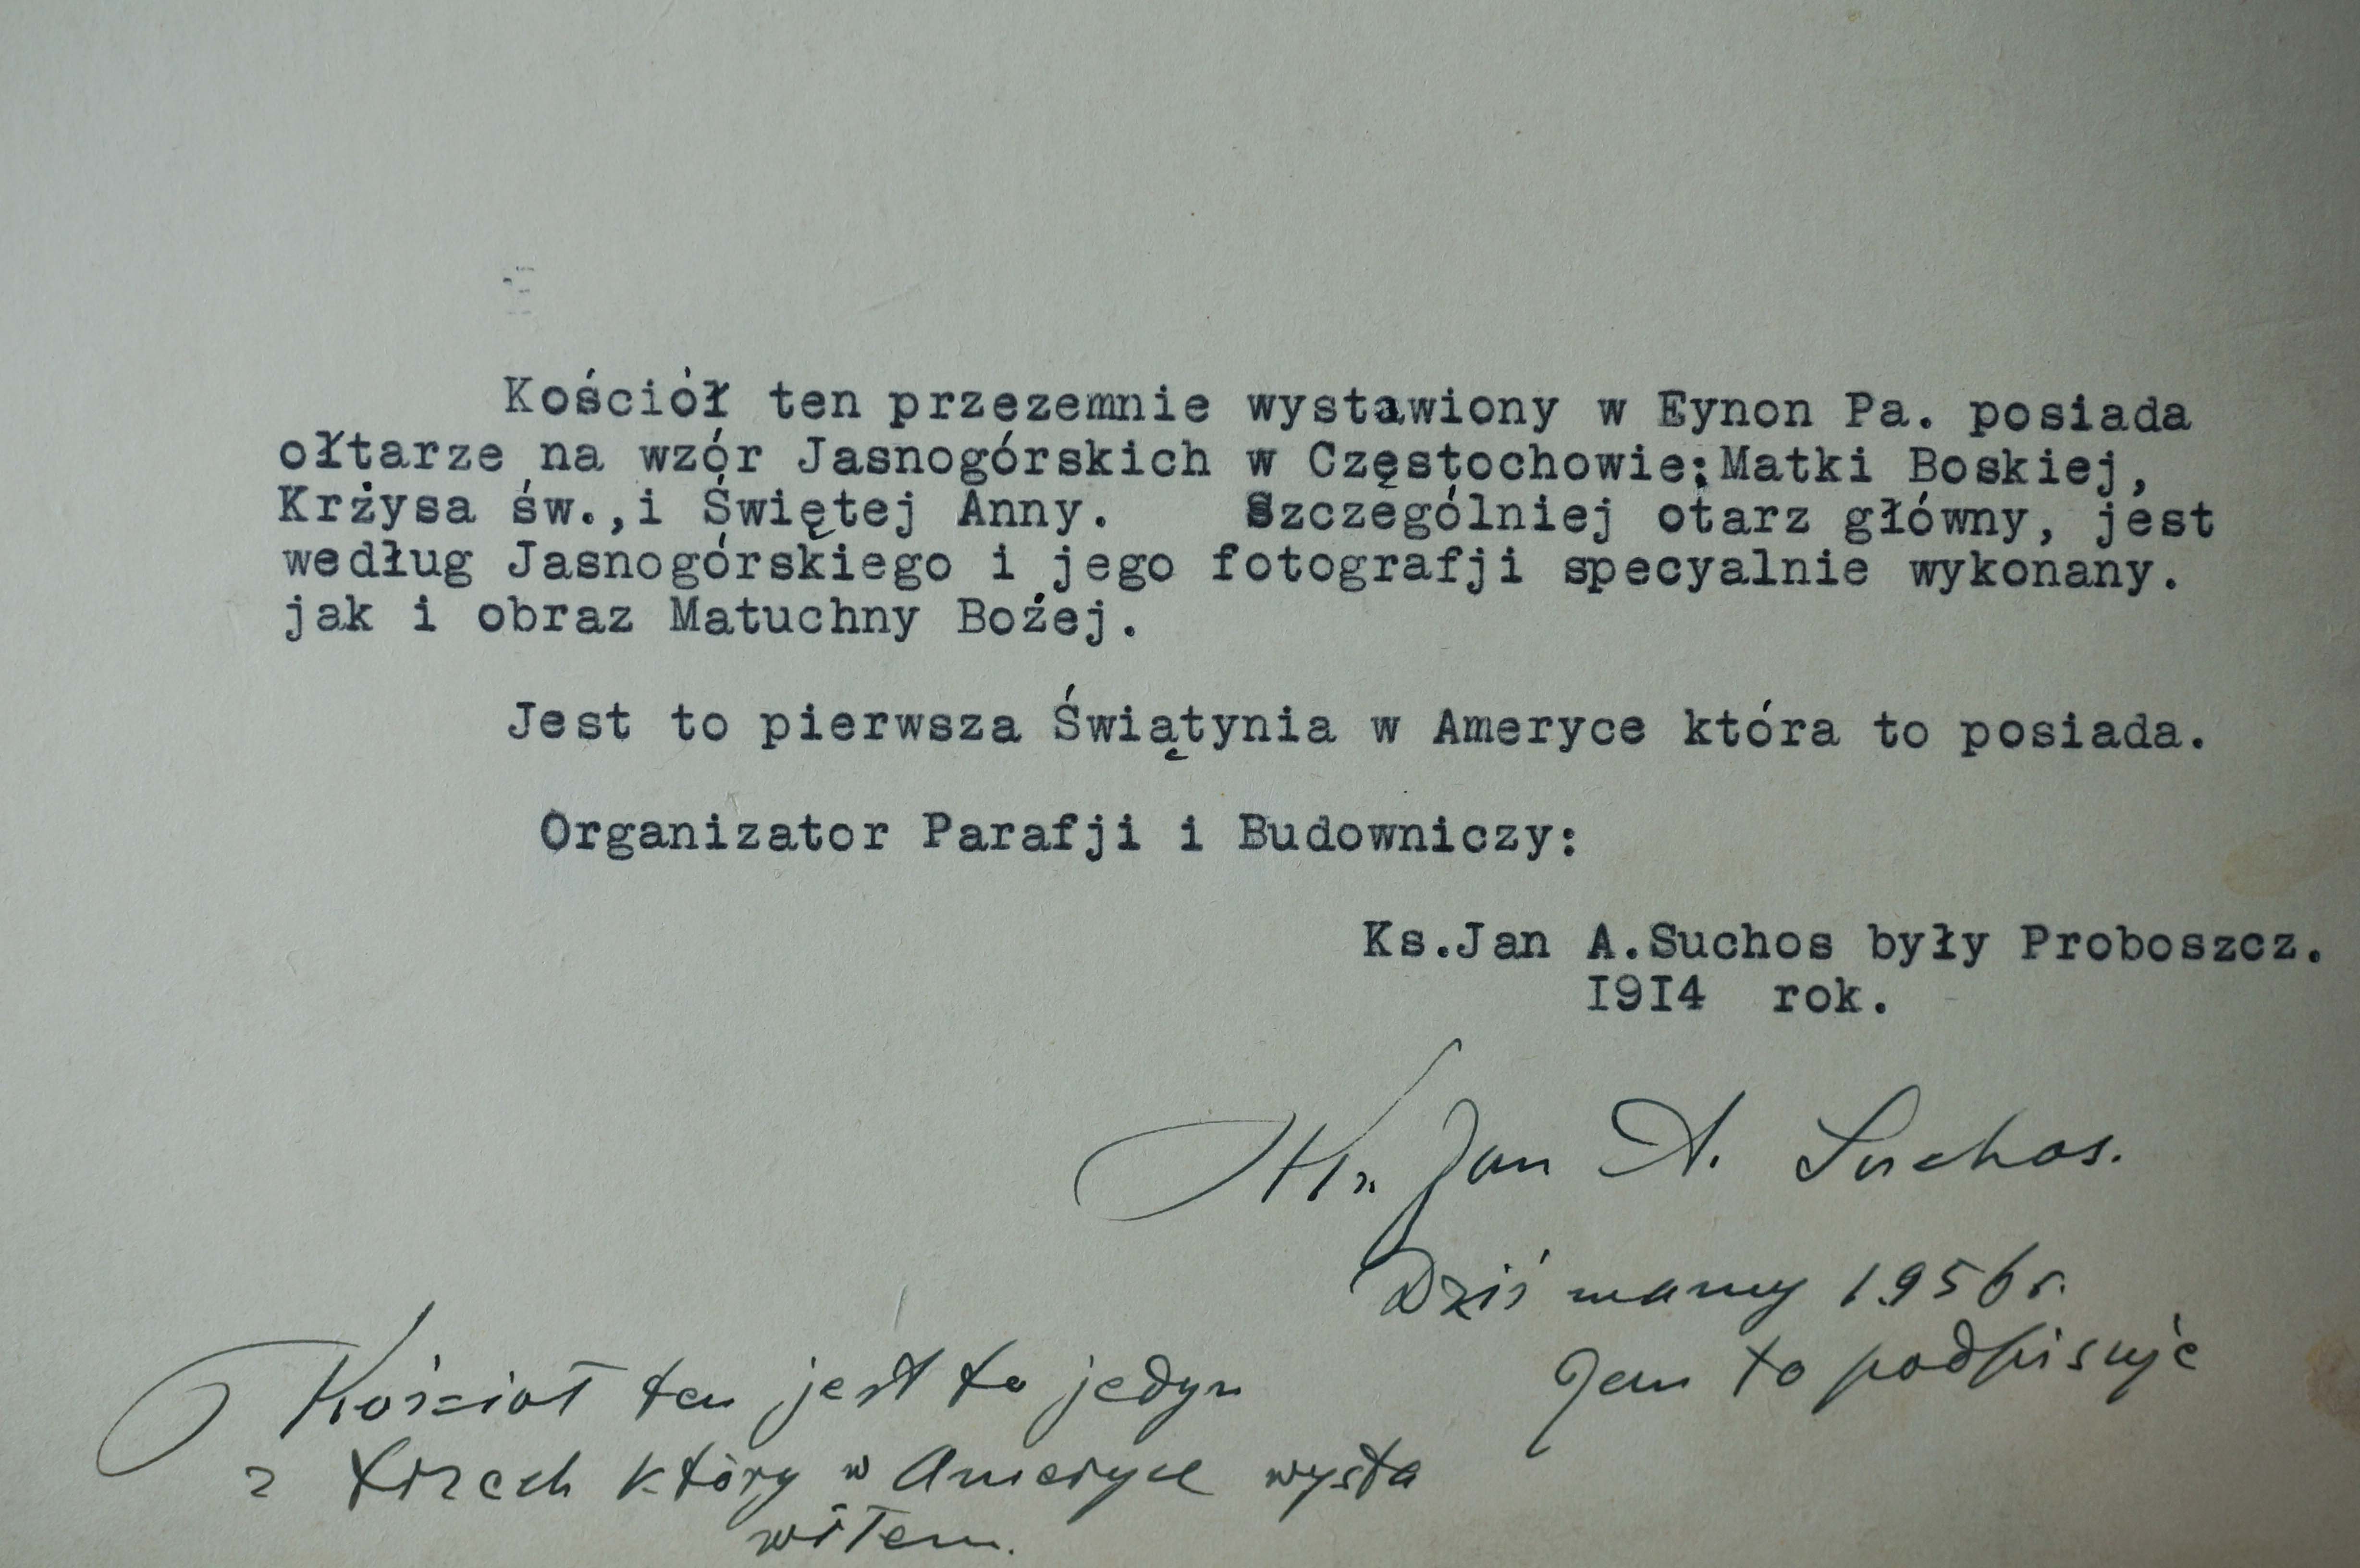 Kościół ten przezemnie wystawiony w Eynon Pa. posiada
ołtarze na wzór Jasnogórskich w Częstochowie:Matki Boskiej,
Krżysa św.,i Świętej Anny. Szczególniej otarz główny, jest
według Jasnogórskiego i jego fotografji specyalnie wykonany.
jak i obraz Matuchny Bożej.
Jest to pierwsza Świątynia w Ameryce która to posiada.
Organizator Parafji i Budowniczy:
Ks.Jan A.Suchos były Proboszcz.
I9I4 rok.
Ks. Jan A. Suchos.
Dziś mamy 1956 r.
Jam to podpisuję
Kościoł ten jest to jedyn
z trzech który w Ameryce wysta
wiłem.